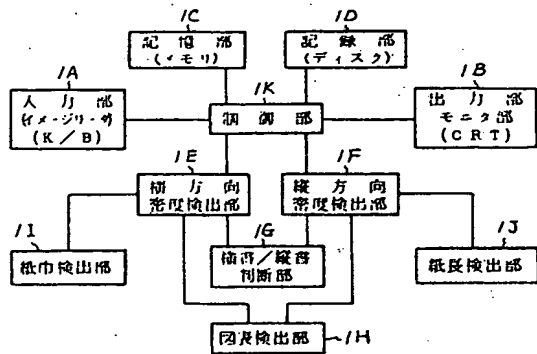 1C
記憶部
(メモリ)
1D
記録部
(ディスク)
1A
入力部
(イメージリーダ)
(K/B)
1K
制御部
1B
出力部
モニタ部
(CRT)
1E
横方向
密度検出部
1F
縦方向
密度検出部
1I
紙巾検出部
1G
横書/縦書
判断部
1J
紙長検出部
図表検出部
1H